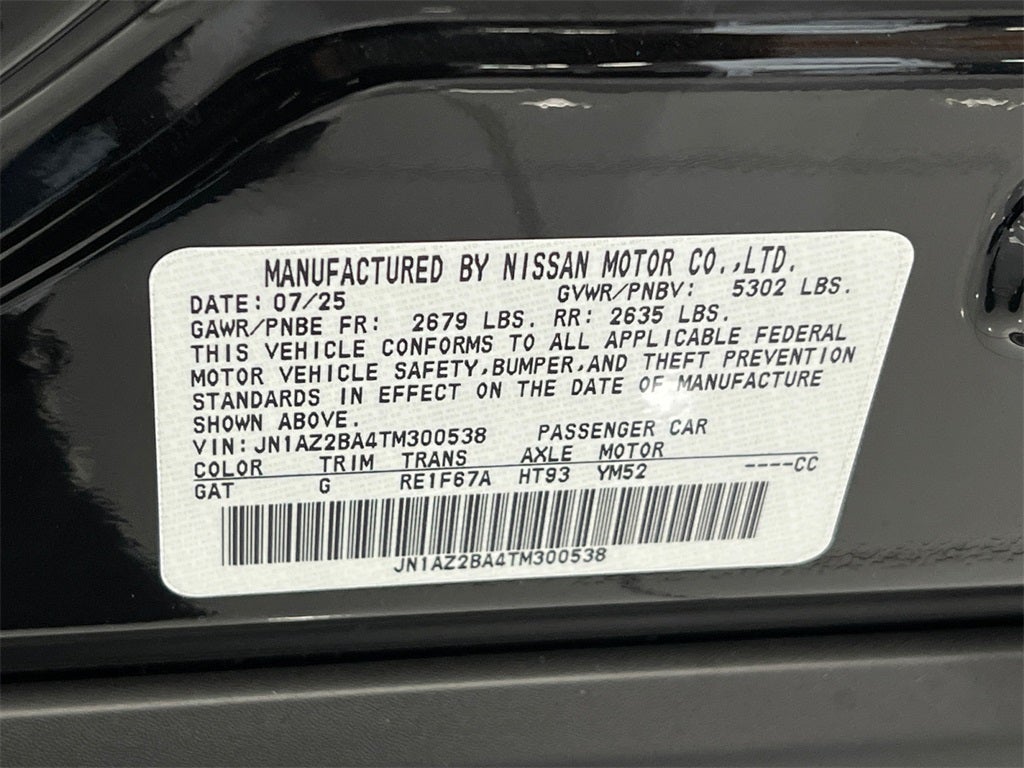 MANUFACTURED BY NISSAN MOTOR CO.,LTD.
DATE: 07/25 GVWR/PNBV: 5302 LBS.
GAWR/PNBE FR: 2679 LBS. RR: 2635 LBS.
THIS VEHICLE CONFORMS TO ALL APPLICABLE FEDERAL
MOTOR VEHICLE SAFETY,BUMPER,AND THEFT PREVENTION
STANDARDS IN EFFECT ON THE DATE OF MANUFACTURE
SHOWN ABOVE.
VIN: JN1AZ2BA4TM300538 PASSENGER CAR
COLOR TRIM TRANS AXLE MOTOR
GAT G RE1F67A HT93 YM52 ----CC
JN1AZ2BA4TM300538